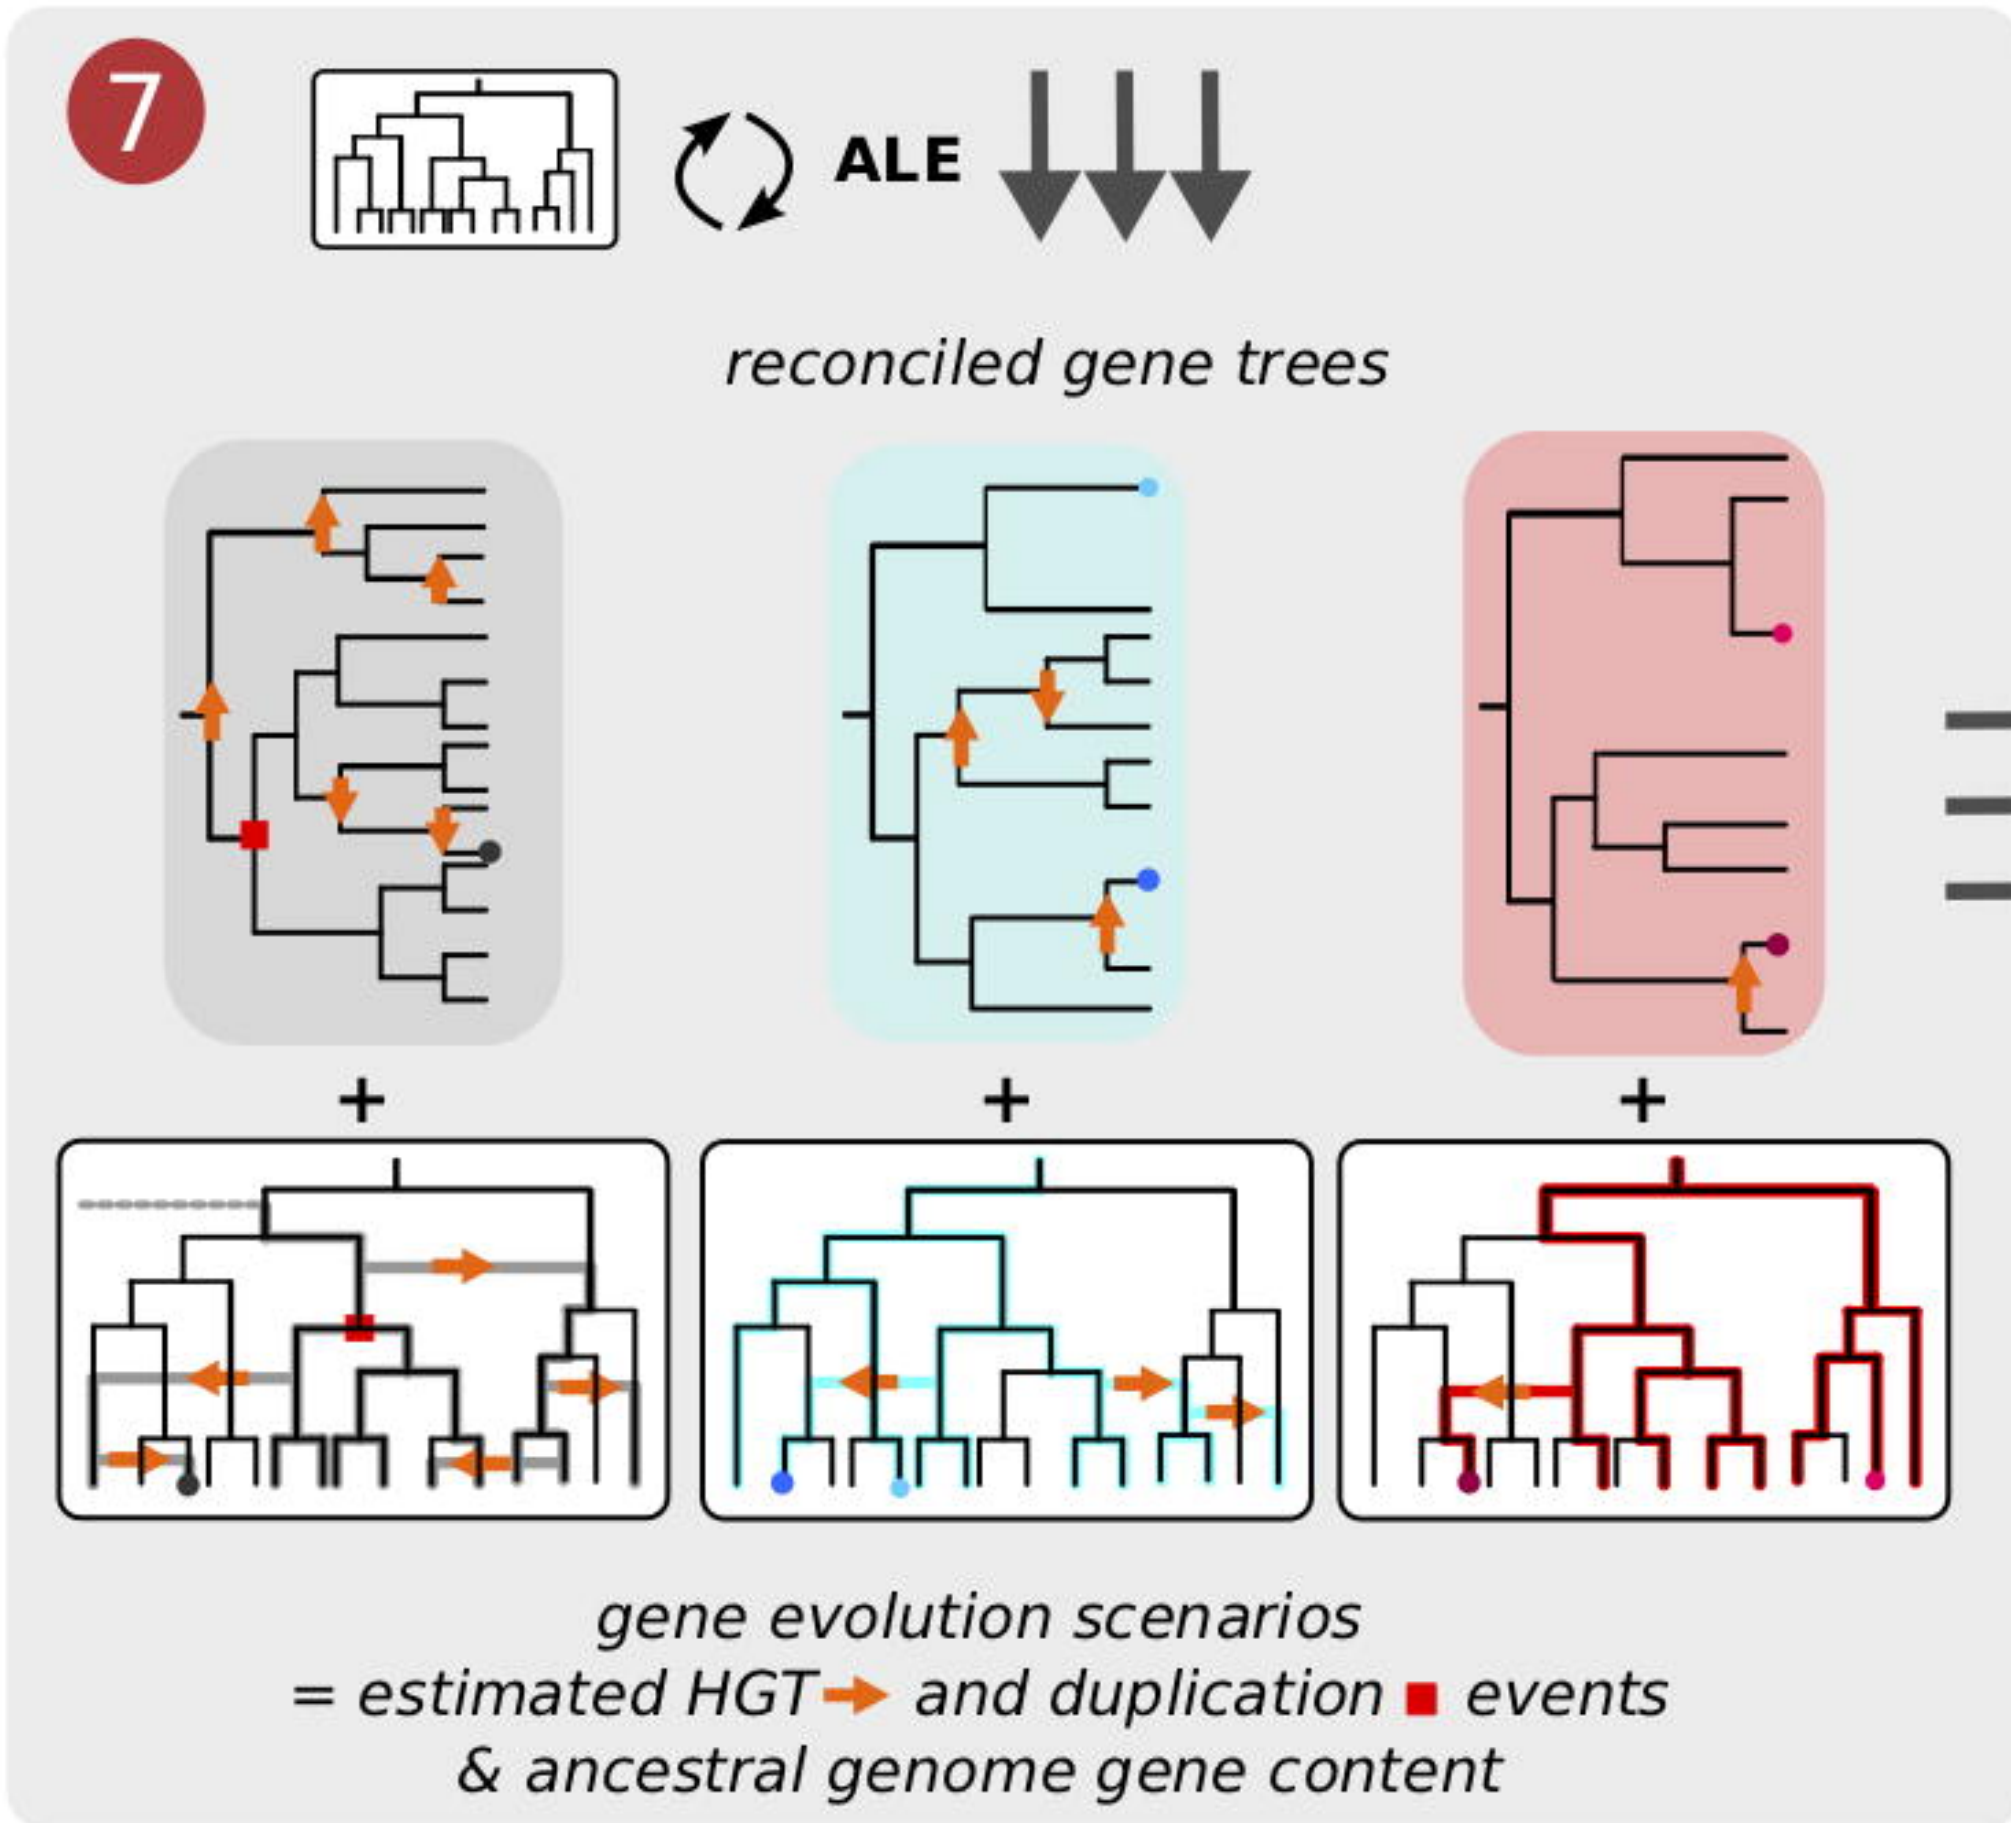 7
ALE
reconciled gene trees
+ + +
gene evolution scenarios
= estimated HGT and duplication events
& ancestral genome gene content